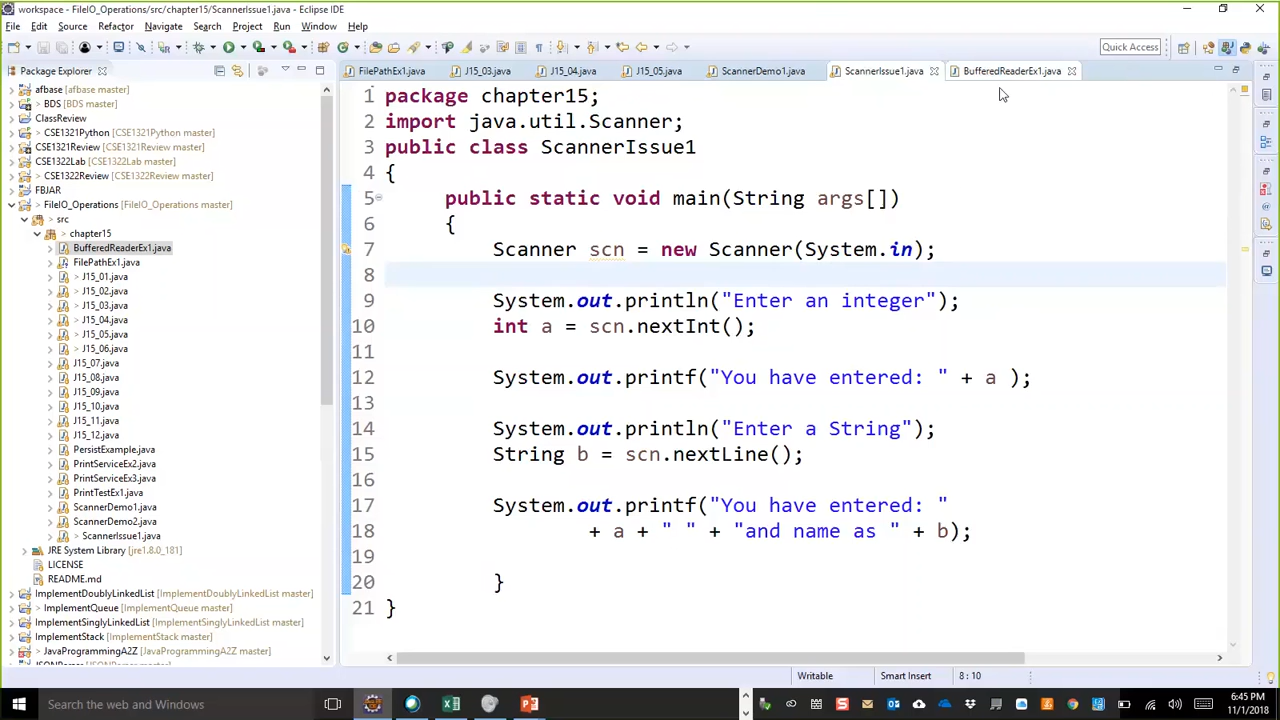 workspace - FileIO_Operations/src/chapter15/ScannerIssue1.java - Eclipse IDE
File Edit Source Refactor Navigate Search Project Run Window Help
Quick Access
Package Explorer
FilePathEx1.java J15_03.java J15_04.java J15_05.java ScannerDemo1.java ScannerIssue1.java BufferedReaderEx1.java
afbase (afbase master)
> BDS (BDS master)
ClassReview
> CSE1321Python (CSE1321Python master)
CSE1321Review (CSE1321Review master)
CSE1322Lab (CSE1322Lab master)
CSE1322Review (CSE1322Review master)
FBJAR
> FileIO_Operations (FileIO_Operations master)
> src
> chapter15
> BufferedReaderEx1.java
FilePathEx1.java
> J15_01.java
> J15_02.java
> J15_03.java
> J15_04.java
> J15_05.java
> J15_06.java
J15_07.java
J15_08.java
J15_09.java
J15_10.java
J15_11.java
J15_12.java
PersistExample.java
PrintServiceEx2.java
PrintServiceEx3.java
PrintTestEx1.java
ScannerDemo1.java
ScannerDemo2.java
> ScannerIssue1.java
JRE System Library [jre1.8.0_181]
LICENSE
README.md
ImplementDoublyLinkedList [ImplementDoublyLinkedList master]
> ImplementQueue [ImplementQueue master]
ImplementSinglyLinkedList [ImplementSinglyLinkedList master]
> ImplementStack [ImplementStack master]
> JavaProgrammingA2Z [JavaProgrammingA2Z master]
1 package chapter15;
2 import java.util.Scanner;
3 public class ScannerIssue1
4 {
5 public static void main(String args[])
6 {
7 Scanner scn = new Scanner(System.in);
8
9 System.out.println("Enter an integer");
10 int a = scn.nextInt();
11
12 System.out.printf("You have entered: " + a );
13
14 System.out.println("Enter a String");
15 String b = scn.nextLine();
16
17 System.out.printf("You have entered: "
18 + a + " " + "and name as " + b);
19
20 }
21 }
Writable Smart Insert 8 : 10
Search the web and Windows
6:45 PM
11/1/2018